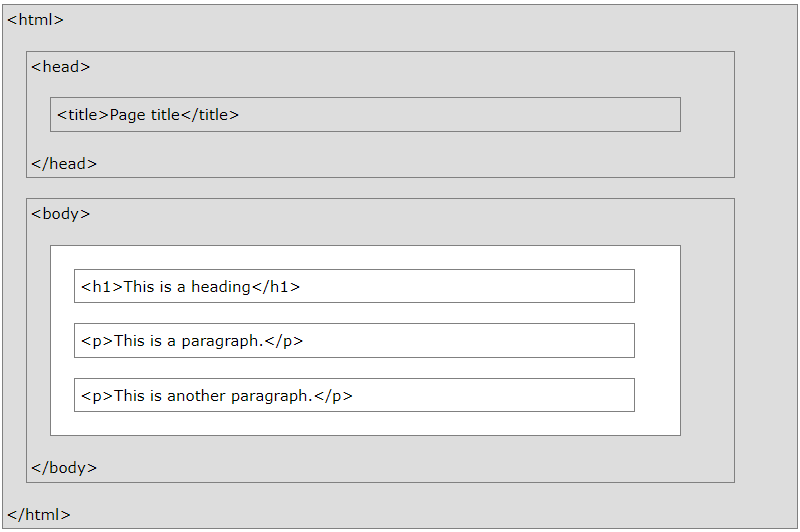 <html>
<head>
<title>Page title</title>
</head>
<body>
<h1>This is a heading</h1>
<p>This is a paragraph.</p>
<p>This is another paragraph.</p>
</body>
</html>